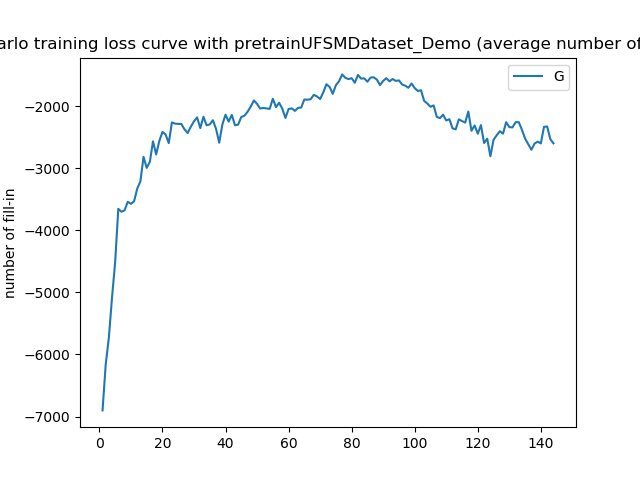 training loss curve with pretrainUFSMDataset_Demo (average number of
G
number of fill-in
−2000
−3000
−4000
−5000
−6000
−7000
0 20 40 60 80 100 120 140